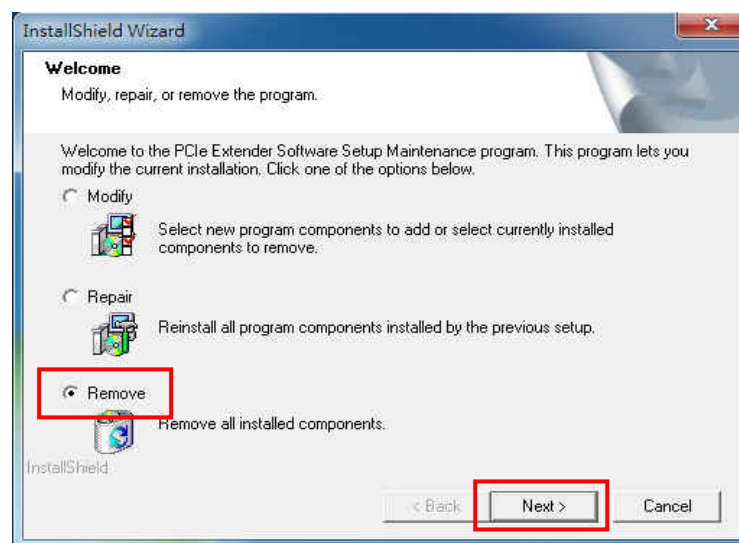 InstallShield Wizard
Welcome
Modify, repair, or remove the program.
Welcome to the PCIe Extender Software Setup Maintenance program. This program lets you
modify the current installation. Click one of the options below.
Modify
Select new program components to add or select currently installed
components to remove.
Repair
Reinstall all program components installed by the previous setup.
Remove
Remove all installed components.
InstallShield
< Back
Next >
Cancel